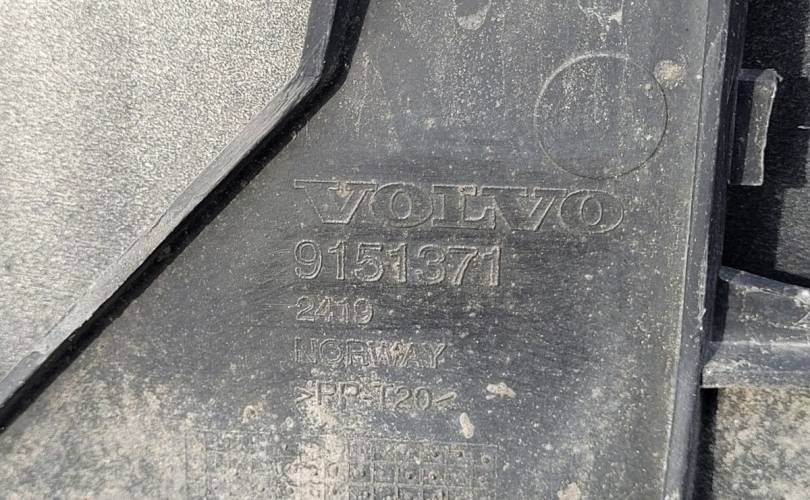 VOLVO
9151371
2419
NORWAY
>PP-T20<